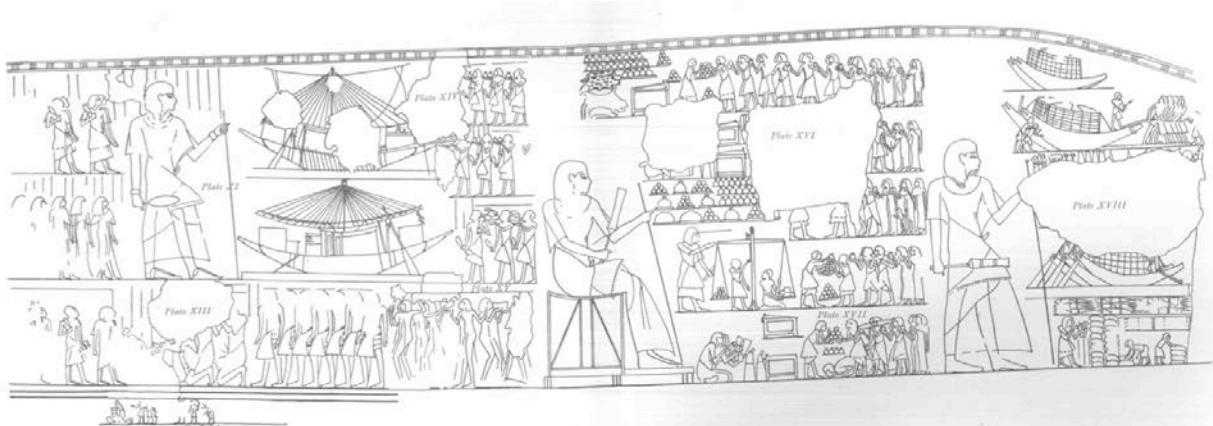 Plate XIV
Plate XVI
Plate XI
Plate XVIII
Plate XV
Plate XIII
Plate XVII